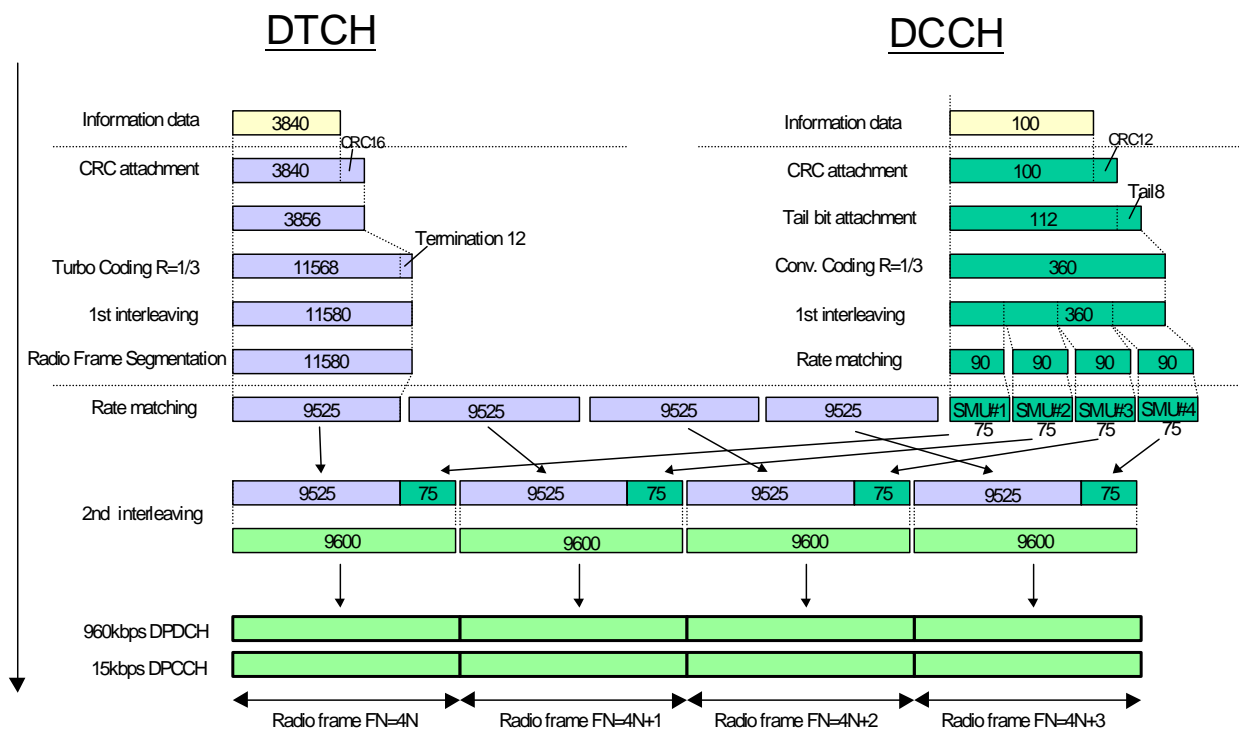 DTCH DCCH
Information data 3840 Information data 100
CRC16 CRC12
CRC attachment 3840 CRC attachment 100
Tail8
3856 Tail bit attachment 112
Termination 12
Turbo Coding R=1/3 11568 Conv. Coding R=1/3 360
1st interleaving 11580 1st interleaving 360
Radio Frame Segmentation 11580 Rate matching 90 90 90 90
Rate matching 9525 9525 9525 9525 SMU#1 SMU#2 SMU#3 SMU#4
75 75 75 75
9525 75 9525 75 9525 75 9525 75
2nd interleaving
9600 9600 9600 9600
960kbps DPDCH
15kbps DPCCH
Radio frame FN=4N Radio frame FN=4N+1 Radio frame FN=4N+2 Radio frame FN=4N+3